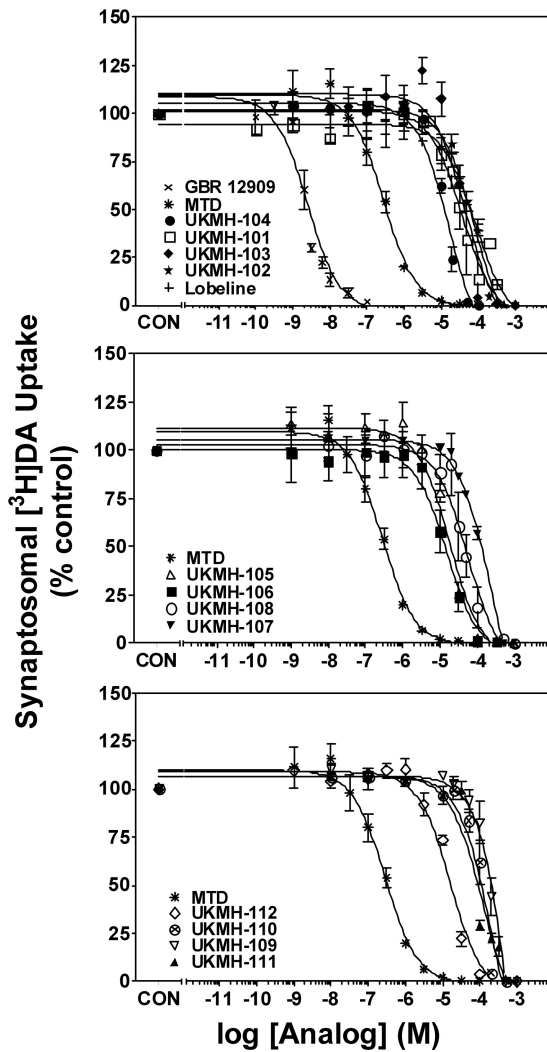 Synaptosomal [³H]DA Uptake
(% control)
150
125
100
75
50
25
0
GBR 12909
MTD
UKMH-104
UKMH-101
UKMH-103
UKMH-102
Lobeline
CON -11 -10 -9 -8 -7 -6 -5 -4 -3
150
125
100
75
50
25
0
MTD
UKMH-105
UKMH-106
UKMH-108
UKMH-107
CON -11 -10 -9 -8 -7 -6 -5 -4 -3
150
125
100
75
50
25
0
MTD
UKMH-112
UKMH-110
UKMH-109
UKMH-111
CON -11 -10 -9 -8 -7 -6 -5 -4 -3
log [Analog] (M)